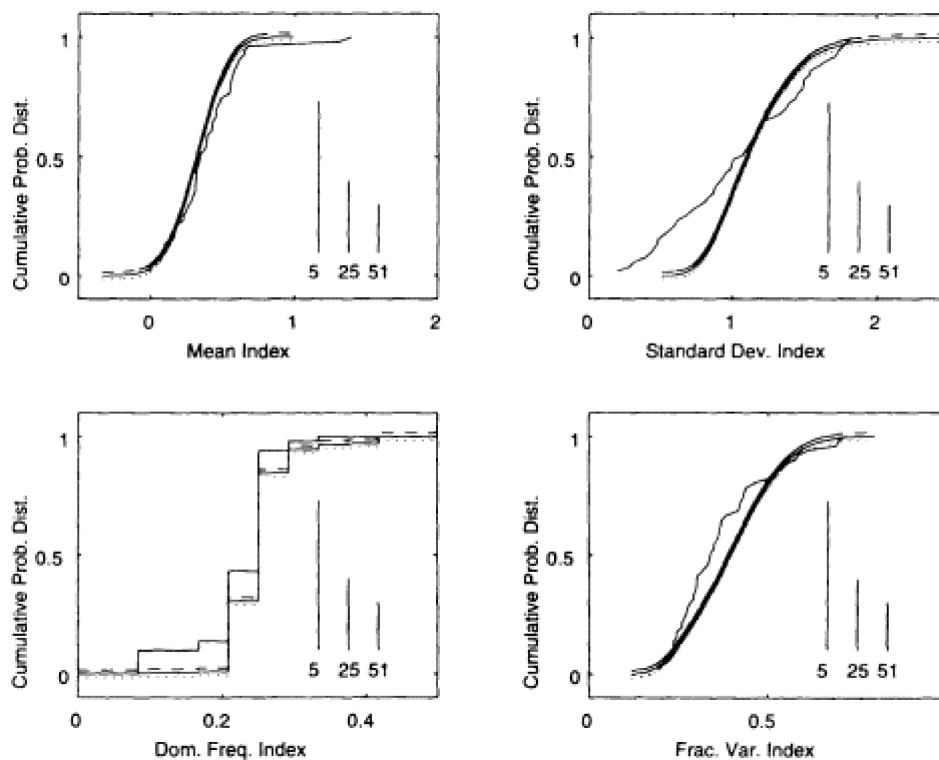 Cumulative Prob. Dist.
1
0.5
0
5 25 51
0 1 2
Mean Index
Cumulative Prob. Dist.
1
0.5
0
5 25 51
0 1 2
Standard Dev. Index
Cumulative Prob. Dist.
1
0.5
0
5 25 51
0 0.2 0.4
Dom. Freq. Index
Cumulative Prob. Dist.
1
0.5
0
5 25 51
0 0.5
Frac. Var. Index